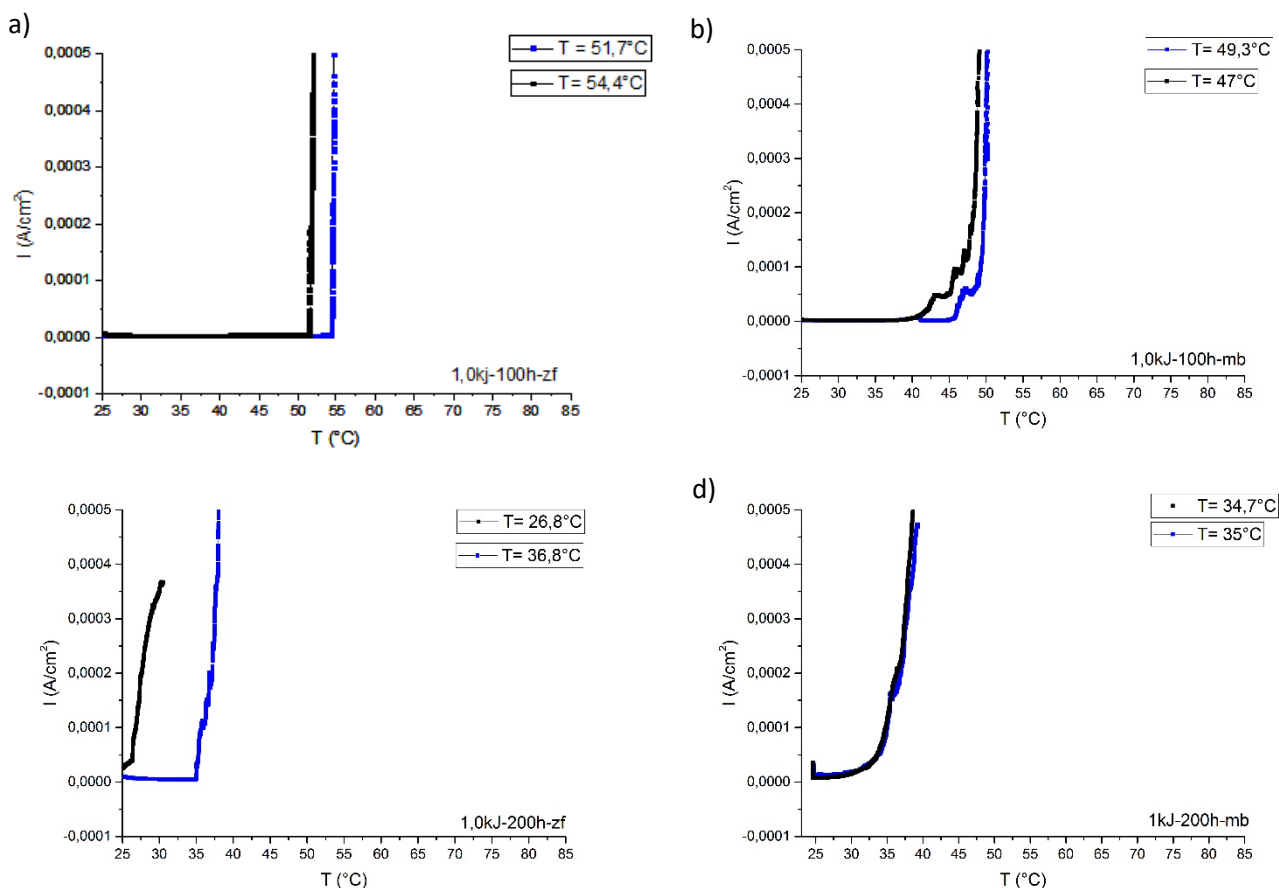 a)
T = 51,7°C
T= 54,4°C
0,0005
0,0004
0,0003
0,0002
0,0001
0,0000
-0,0001
I (A/cm²)
1,0kj-100h-zf
25 30 35 40 45 50 55 60 65 70 75 80 85
T (°C)
b)
T= 49,3°C
T= 47°C
0,0005
0,0004
0,0003
0,0002
0,0001
0,0000
-0,0001
I (A/cm²)
1,0kJ-100h-mb
25 30 35 40 45 50 55 60 65 70 75 80 85
T (°C)
T= 26,8°C
T= 36,8°C
0,0005
0,0004
0,0003
0,0002
0,0001
0,0000
-0,0001
I (A/cm²)
1,0kJ-200h-zf
25 30 35 40 45 50 55 60 65 70 75 80 85
T (°C)
d)
T= 34,7°C
T= 35°C
0,0005
0,0004
0,0003
0,0002
0,0001
0,0000
-0,0001
I (A/cm²)
1kJ-200h-mb
25 30 35 40 45 50 55 60 65 70 75 80 85
T (°C)